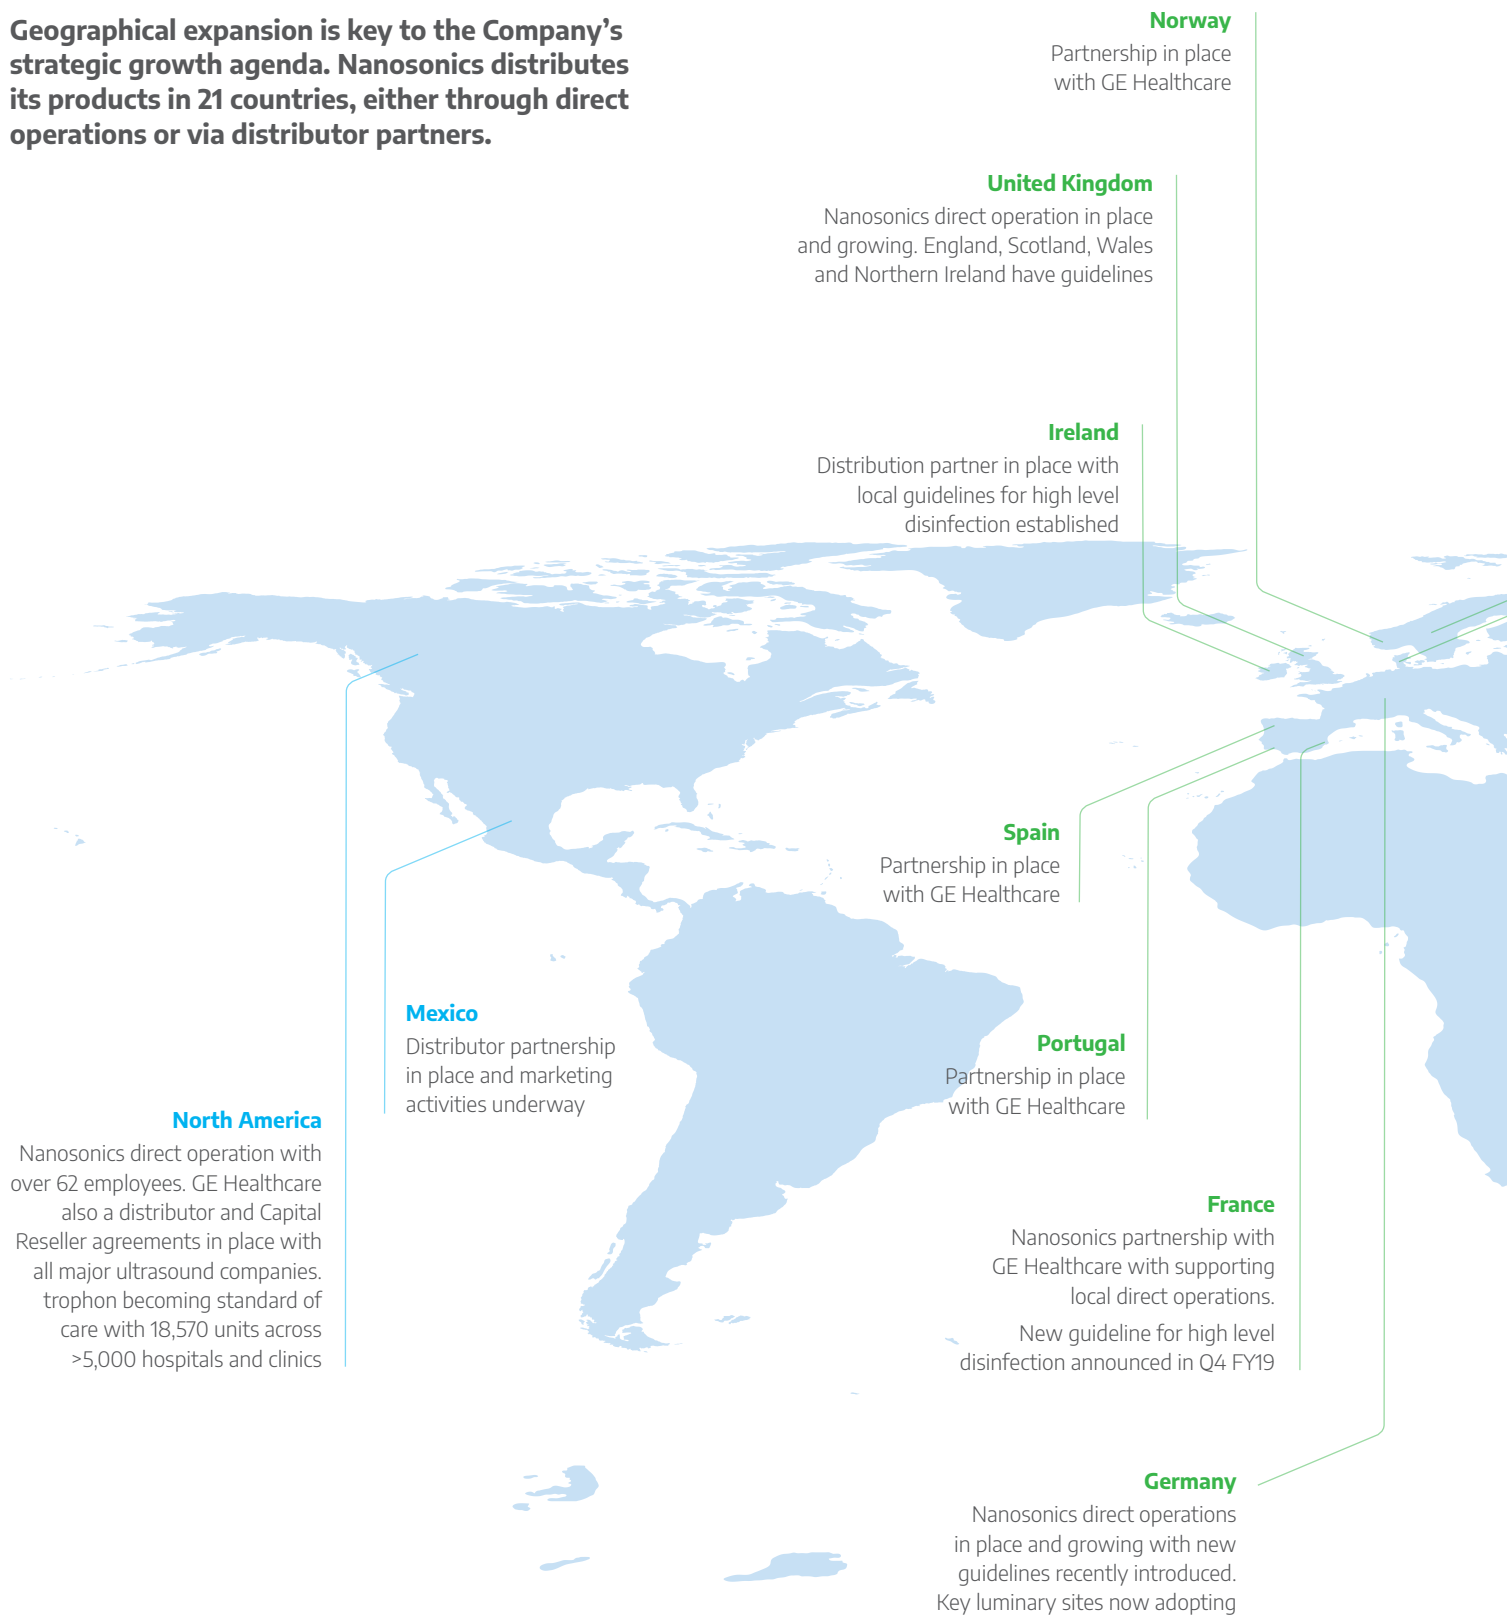 Geographical expansion is key to the Company’s
strategic growth agenda. Nanosonics distributes
its products in 21 countries, either through direct
operations or via distributor partners.
Norway
Partnership in place
with GE Healthcare
United Kingdom
Nanosonics direct operation in place
and growing. England, Scotland, Wales
and Northern Ireland have guidelines
Ireland
Distribution partner in place with
local guidelines for high level
disinfection established
Spain
Partnership in place
with GE Healthcare
Mexico
Distributor partnership
in place and marketing
activities underway
Portugal
Partnership in place
with GE Healthcare
North America
Nanosonics direct operation with
over 62 employees. GE Healthcare
also a distributor and Capital
Reseller agreements in place with
all major ultrasound companies.
trophon becoming standard of
care with 18,570 units across
>5,000 hospitals and clinics
France
Nanosonics partnership with
GE Healthcare with supporting
local direct operations.
New guideline for high level
disinfection announced in Q4 FY19
Germany
Nanosonics direct operations
in place and growing with new
guidelines recently introduced.
Key luminary sites now adopting